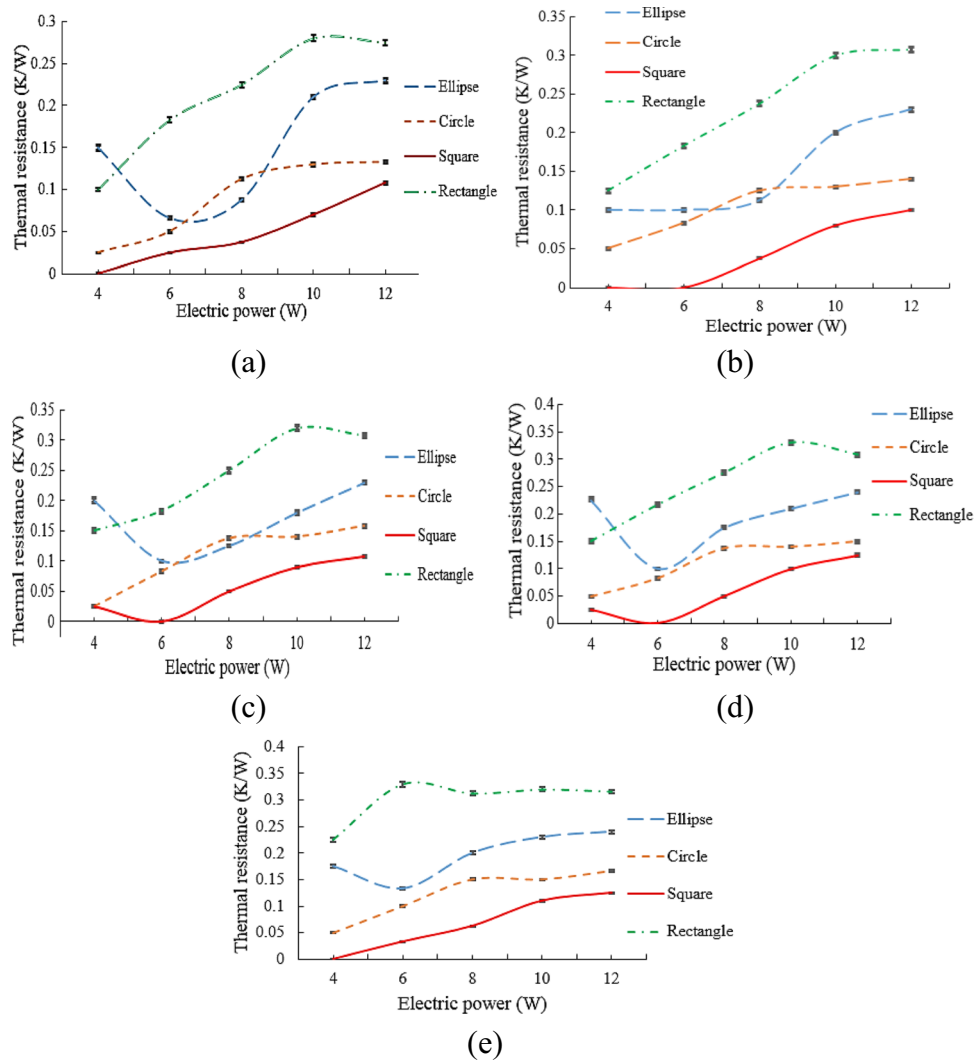 Thermal resistance (K/W)
0.3
0.25
0.2
0.15
0.1
0.05
0
4 6 8 10 12
Electric power (W)
Ellipse
Circle
Square
Rectangle
(a)
Thermal resistance (K/W)
0.35
0.3
0.25
0.2
0.15
0.1
0.05
0
4 6 8 10 12
Electric power (W)
Ellipse
Circle
Square
Rectangle
(b)
Thermal resistance (K/W)
0.35
0.3
0.25
0.2
0.15
0.1
0.05
0
4 6 8 10 12
Electric power (W)
Ellipse
Circle
Square
Rectangle
(c)
Thermal resistance (K/W)
0.4
0.35
0.3
0.25
0.2
0.15
0.1
0.05
0
4 6 8 10 12
Electric power (W)
Ellipse
Circle
Square
Rectangle
(d)
Thermal resistance (K/W)
0.4
0.35
0.3
0.25
0.2
0.15
0.1
0.05
0
4 6 8 10 12
Electric power (W)
Ellipse
Circle
Square
Rectangle
(e)